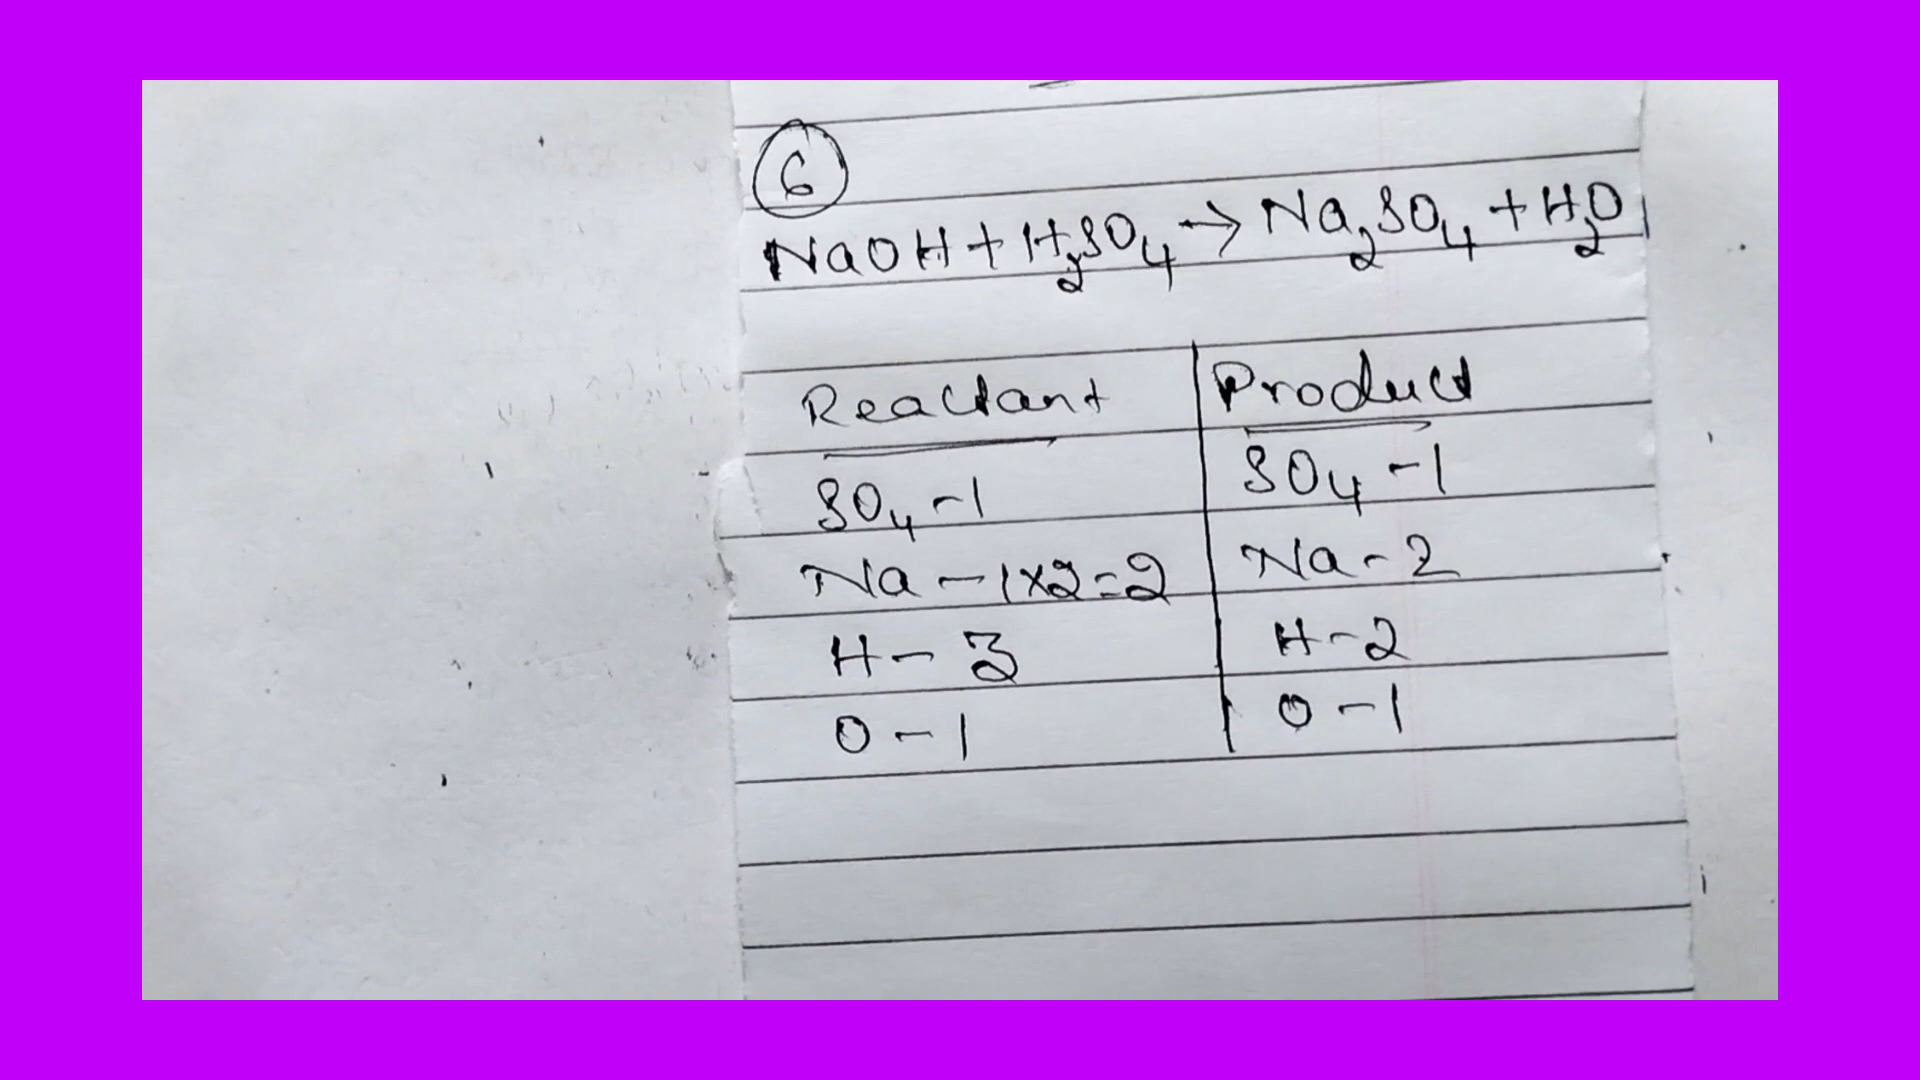 6
NaOH + H₂SO₄ → Na₂SO₄ + H₂O
Reactant Product
SO₄ - 1 SO₄ - 1
Na - 1×2=2 Na - 2
H - 3 H - 2
O - 1 O - 1